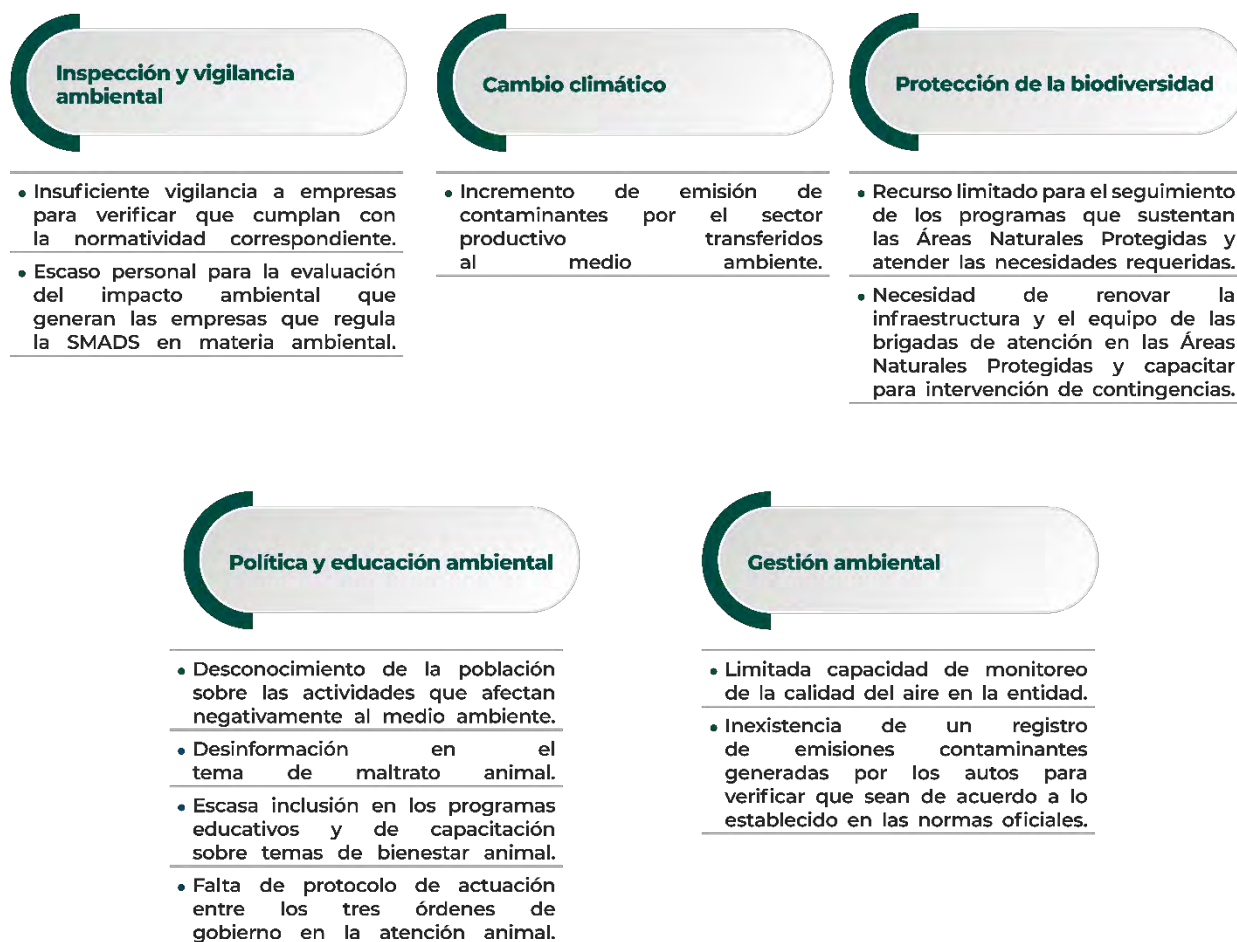 Inspección y vigilancia
ambiental
• Insuficiente vigilancia a empresas
para verificar que cumplan con
la normatividad correspondiente.
• Escaso personal para la evaluación
del impacto ambiental que
generan las empresas que regula
la SMADS en materia ambiental.
Cambio climático
• Incremento de emisión de
contaminantes por el sector
productivo transferidos
al medio ambiente.
Protección de la biodiversidad
• Recurso limitado para el seguimiento
de los programas que sustentan
las Áreas Naturales Protegidas y
atender las necesidades requeridas.
• Necesidad de renovar la
infraestructura y el equipo de las
brigadas de atención en las Áreas
Naturales Protegidas y capacitar
para intervención de contingencias.
Política y educación ambiental
• Desconocimiento de la población
sobre las actividades que afectan
negativamente al medio ambiente.
• Desinformación en el
tema de maltrato animal.
• Escasa inclusión en los programas
educativos y de capacitación
sobre temas de bienestar animal.
• Falta de protocolo de actuación
entre los tres órdenes de
gobierno en la atención animal.
Gestión ambiental
• Limitada capacidad de monitoreo
de la calidad del aire en la entidad.
• Inexistencia de un registro
de emisiones contaminantes
generadas por los autos para
verificar que sean de acuerdo a lo
establecido en las normas oficiales.